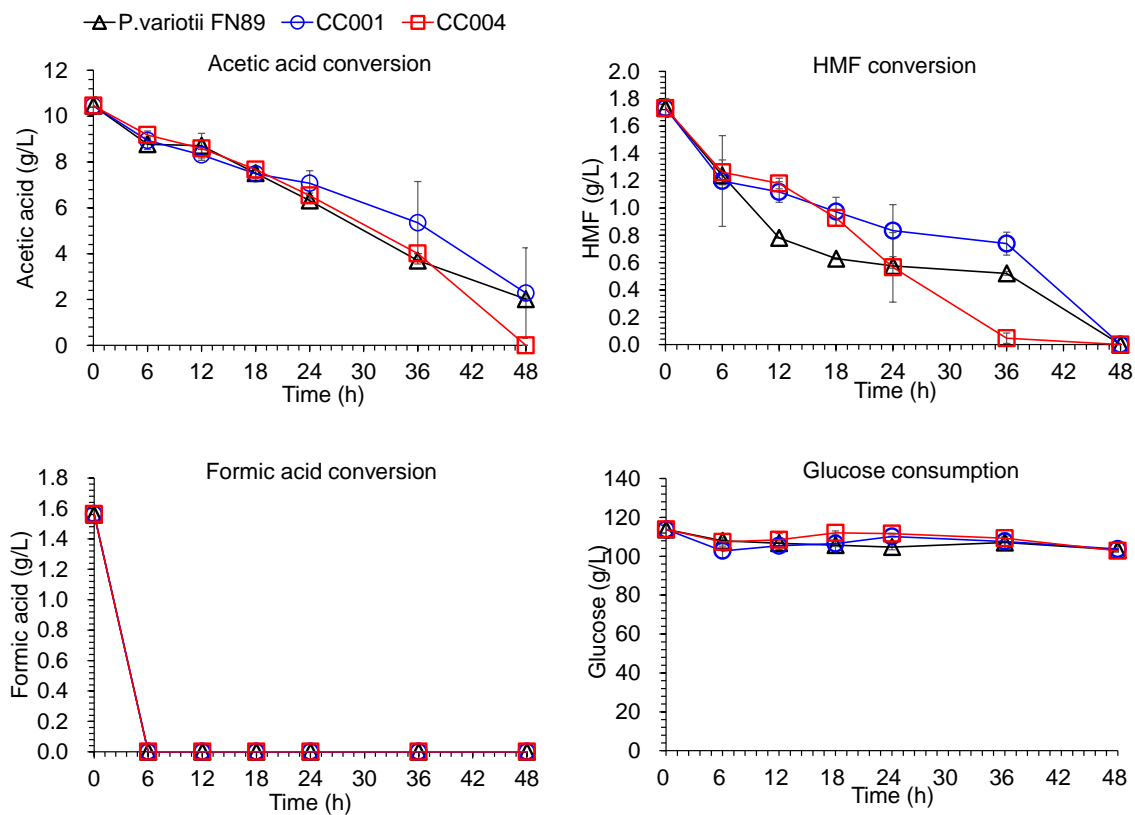 P.variotii FN89 CC001 CC004
Acetic acid conversion
12
10
8
6
4
2
0
Acetic acid (g/L)
0 6 12 18 24 30 36 42 48
Time (h)
HMF conversion
2.0
1.8
1.6
1.4
1.2
1.0
0.8
0.6
0.4
0.2
0.0
HMF (g/L)
0 6 12 18 24 30 36 42 48
Time (h)
Formic acid conversion
1.8
1.6
1.4
1.2
1.0
0.8
0.6
0.4
0.2
0.0
Formic acid (g/L)
0 6 12 18 24 30 36 42 48
Time (h)
Glucose consumption
140
120
100
80
60
40
20
0
Glucose (g/L)
0 6 12 18 24 30 36 42 48
Time (h)